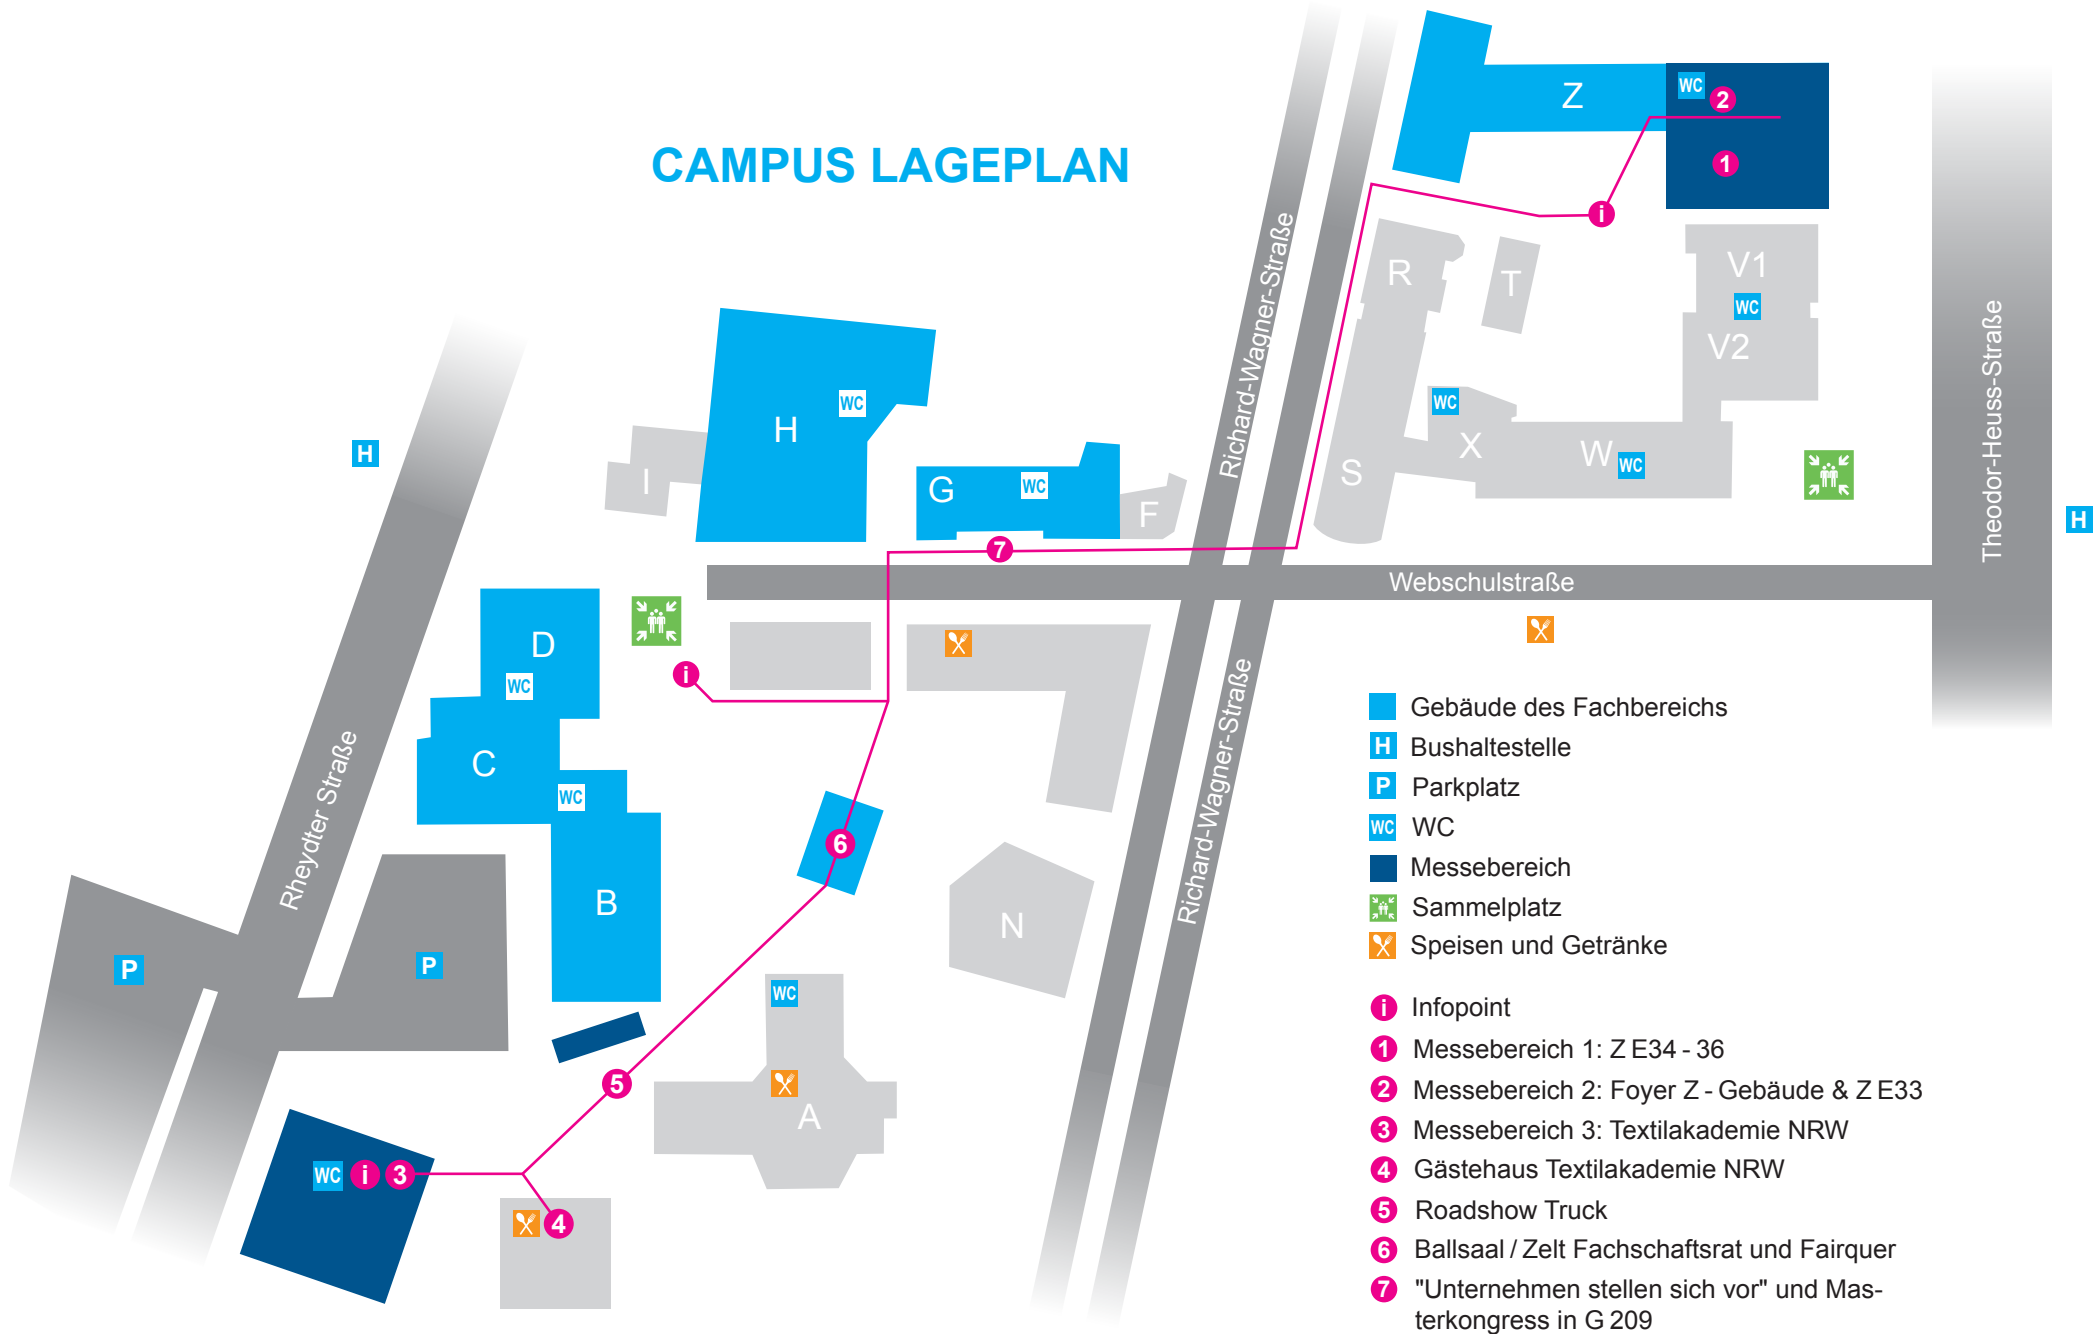 CAMPUS LAGEPLAN
Z
WC
2
1
i
R
T
V1
WC
V2
Richard-Wagner-Straße
Theodor-Heuss-Straße
H
WC
H
I
G
WC
F
S
WC
X
W
WC
H
7
Webschulstraße
D
WC
i
C
WC
B
Rheydter Straße
Richard-Wagner-Straße
6
N
P
P
WC
A
5
WC
i
3
4
Gebäude des Fachbereichs
H Bushaltestelle
P Parkplatz
WC WC
Messebereich
Sammelplatz
Speisen und Getränke
i Infopoint
1 Messebereich 1: Z E34 - 36
2 Messebereich 2: Foyer Z - Gebäude & Z E33
3 Messebereich 3: Textilakademie NRW
4 Gästehaus Textilakademie NRW
5 Roadshow Truck
6 Ballsaal / Zelt Fachschaftsrat und Fairquer
7 "Unternehmen stellen sich vor" und Mas-
terkongress in G 209